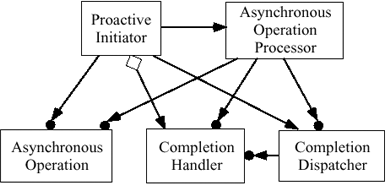 Proactive
Initiator
Asynchronous
Operation
Processor
Asynchronous
Operation
Completion
Handler
Completion
Dispatcher